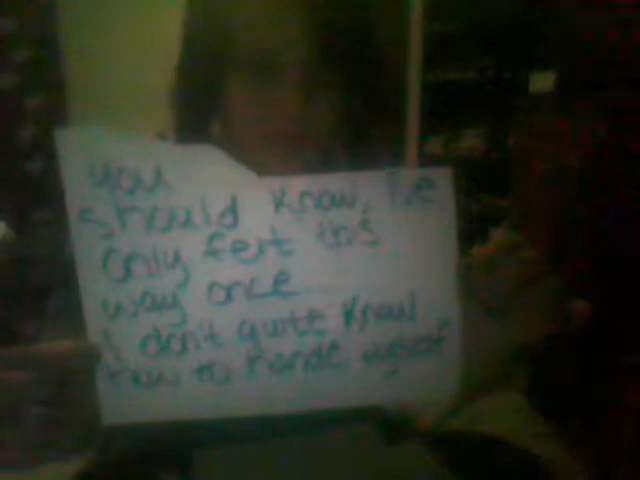 you
should know, I've
only felt this
way once
I don't quite know
how to handle myself